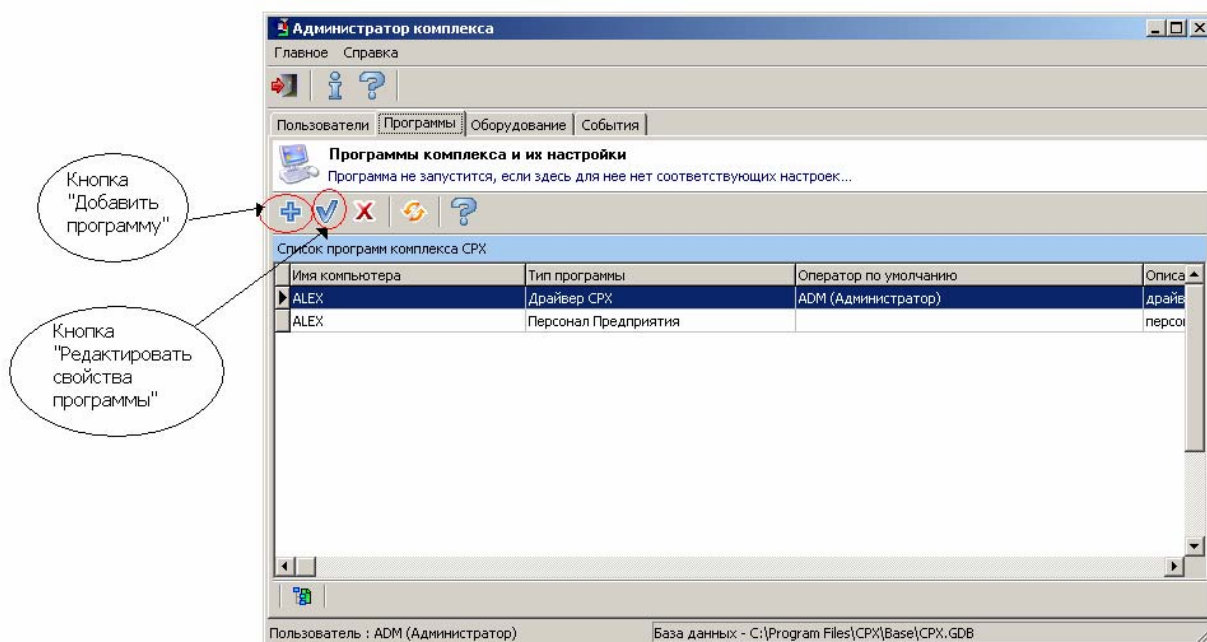 Администратор комплекса
Главное Справка
Пользователи Программы Оборудование События
Программы комплекса и их настройки
Программа не запустится, если здесь для нее нет соответствующих настроек...
Кнопка
"Добавить
программу"
Список программ комплекса CPX
Имя компьютера Тип программы Оператор по умолчанию Описа
ALEX Драйвер CPX ADM (Администратор) драйв
ALEX Персонал Предприятия персон
Кнопка
"Редактировать
свойства
программы"
Пользователь : ADM (Администратор) База данных - C:\Program Files\CPX\Base\CPX.GDB